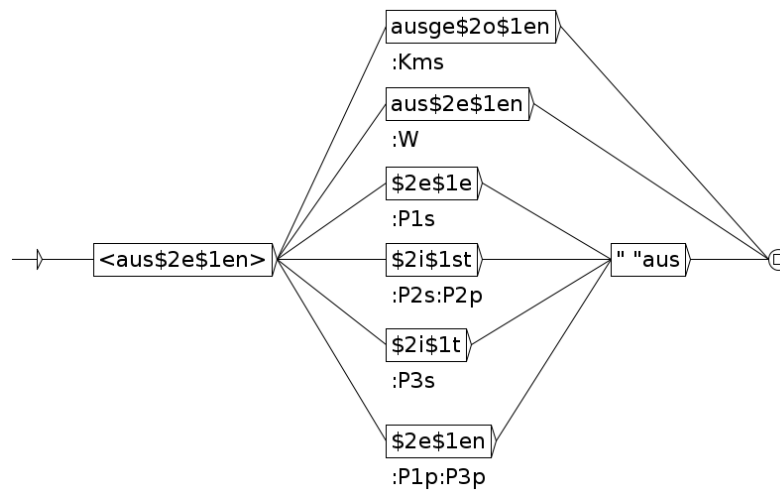 ausge$2o$1en
:Kms
aus$2e$1en
:W
$2e$1e
:P1s
<aus$2e$1en>
$2i$1st
" "aus
:P2s:P2p
$2i$1t
:P3s
$2e$1en
:P1p:P3p